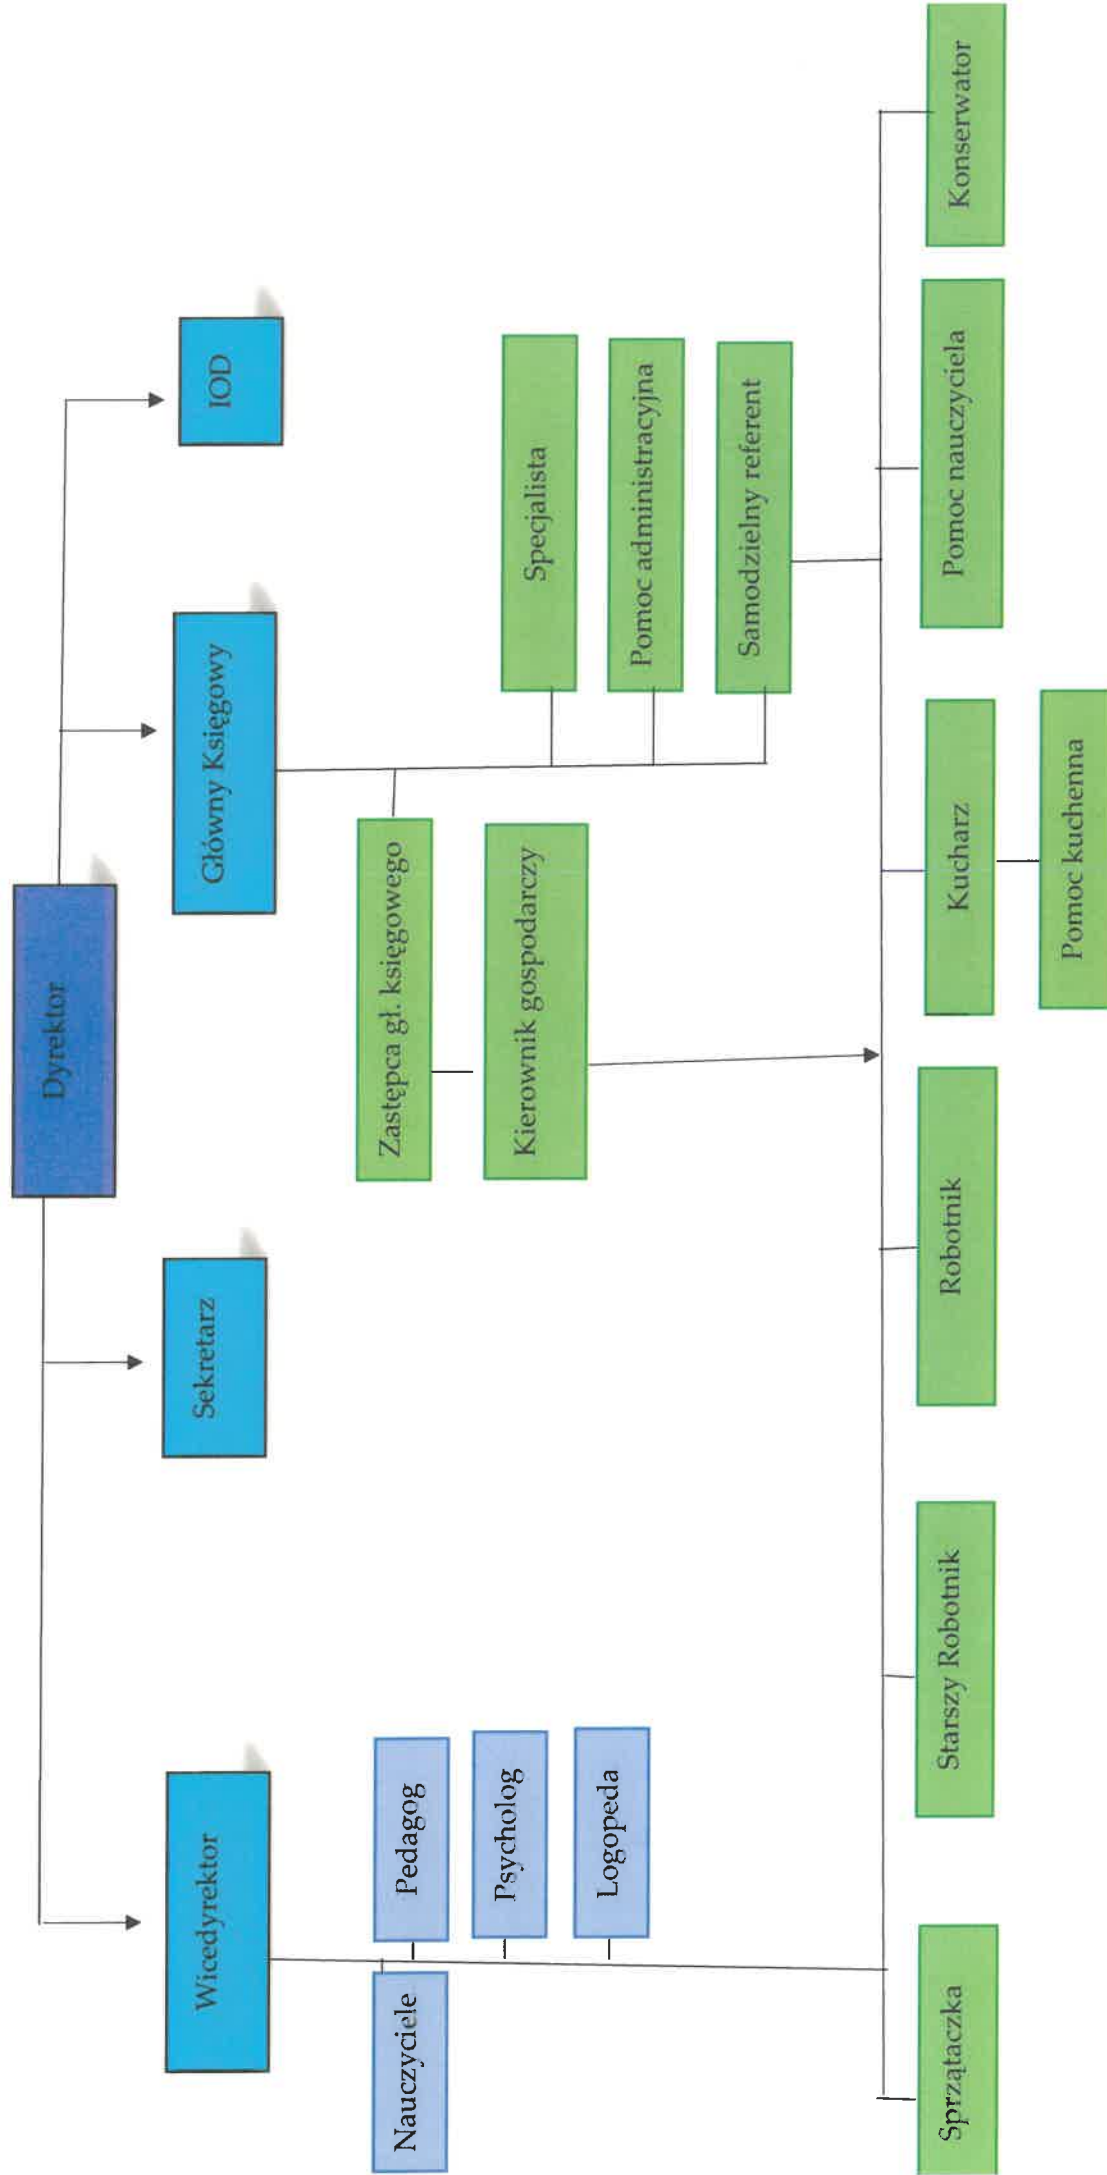 Dyrektor
Wicedyrektor
Sekretarz
Główny Księgowy
IOD
Nauczyciele
Pedagog
Psycholog
Logopeda
Zastępca gł. księgowego
Kierownik gospodarczy
Specjalista
Pomoc administracyjna
Samodzielny referent
Sprzątaczka
Starszy Robotnik
Robotnik
Kucharz
Pomoc nauczyciela
Konserwator
Pomoc kuchenna